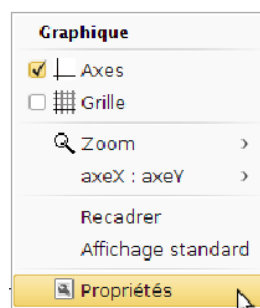 Graphique
Axes
Grille
Zoom
axeX : axeY
Recadrer
Affichage standard
Propriétés